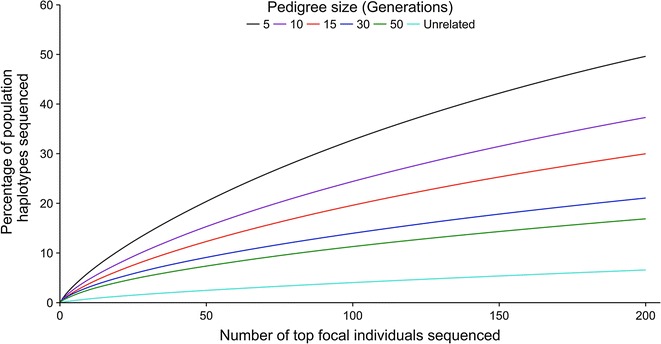 Pedigree size (Generations)
5 10 15 30 50 Unrelated
Percentage of population
haplotypes sequenced
60
50
40
30
20
10
0
0 50 100 150 200
Number of top focal individuals sequenced